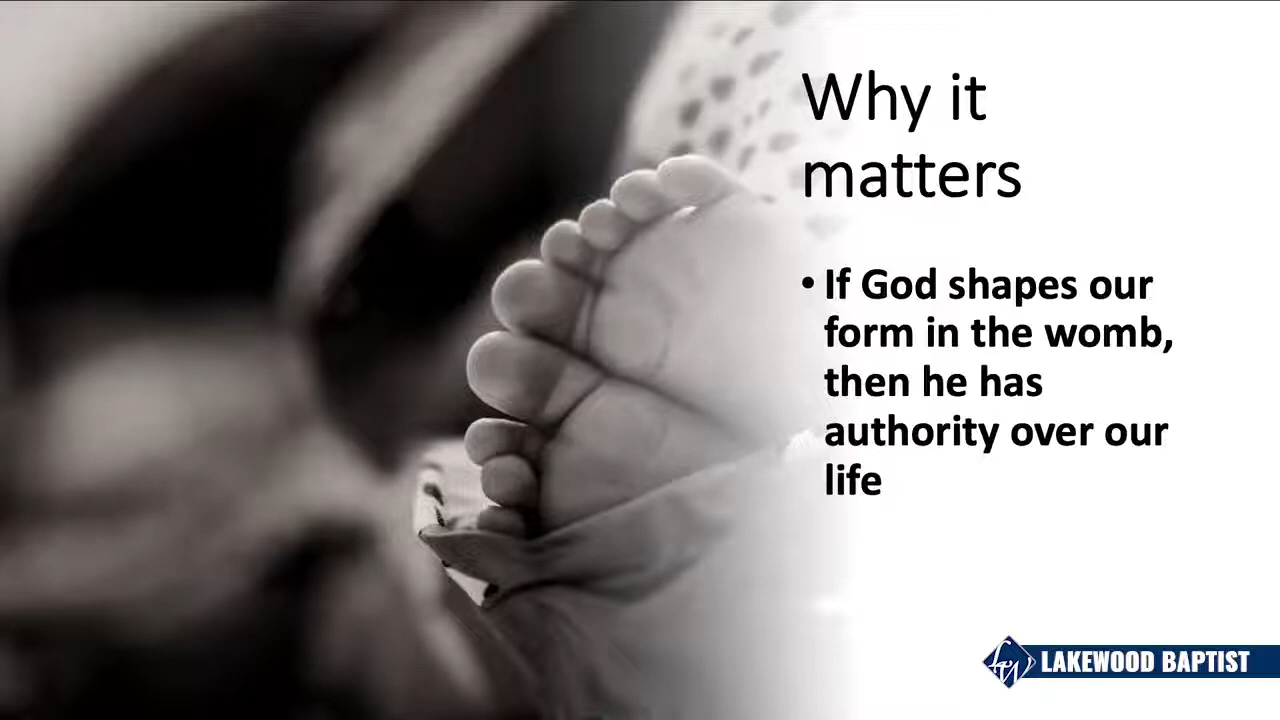 Why it
matters
• If God shapes our
form in the womb,
then he has
authority over our
life
LAKEWOOD BAPTIST